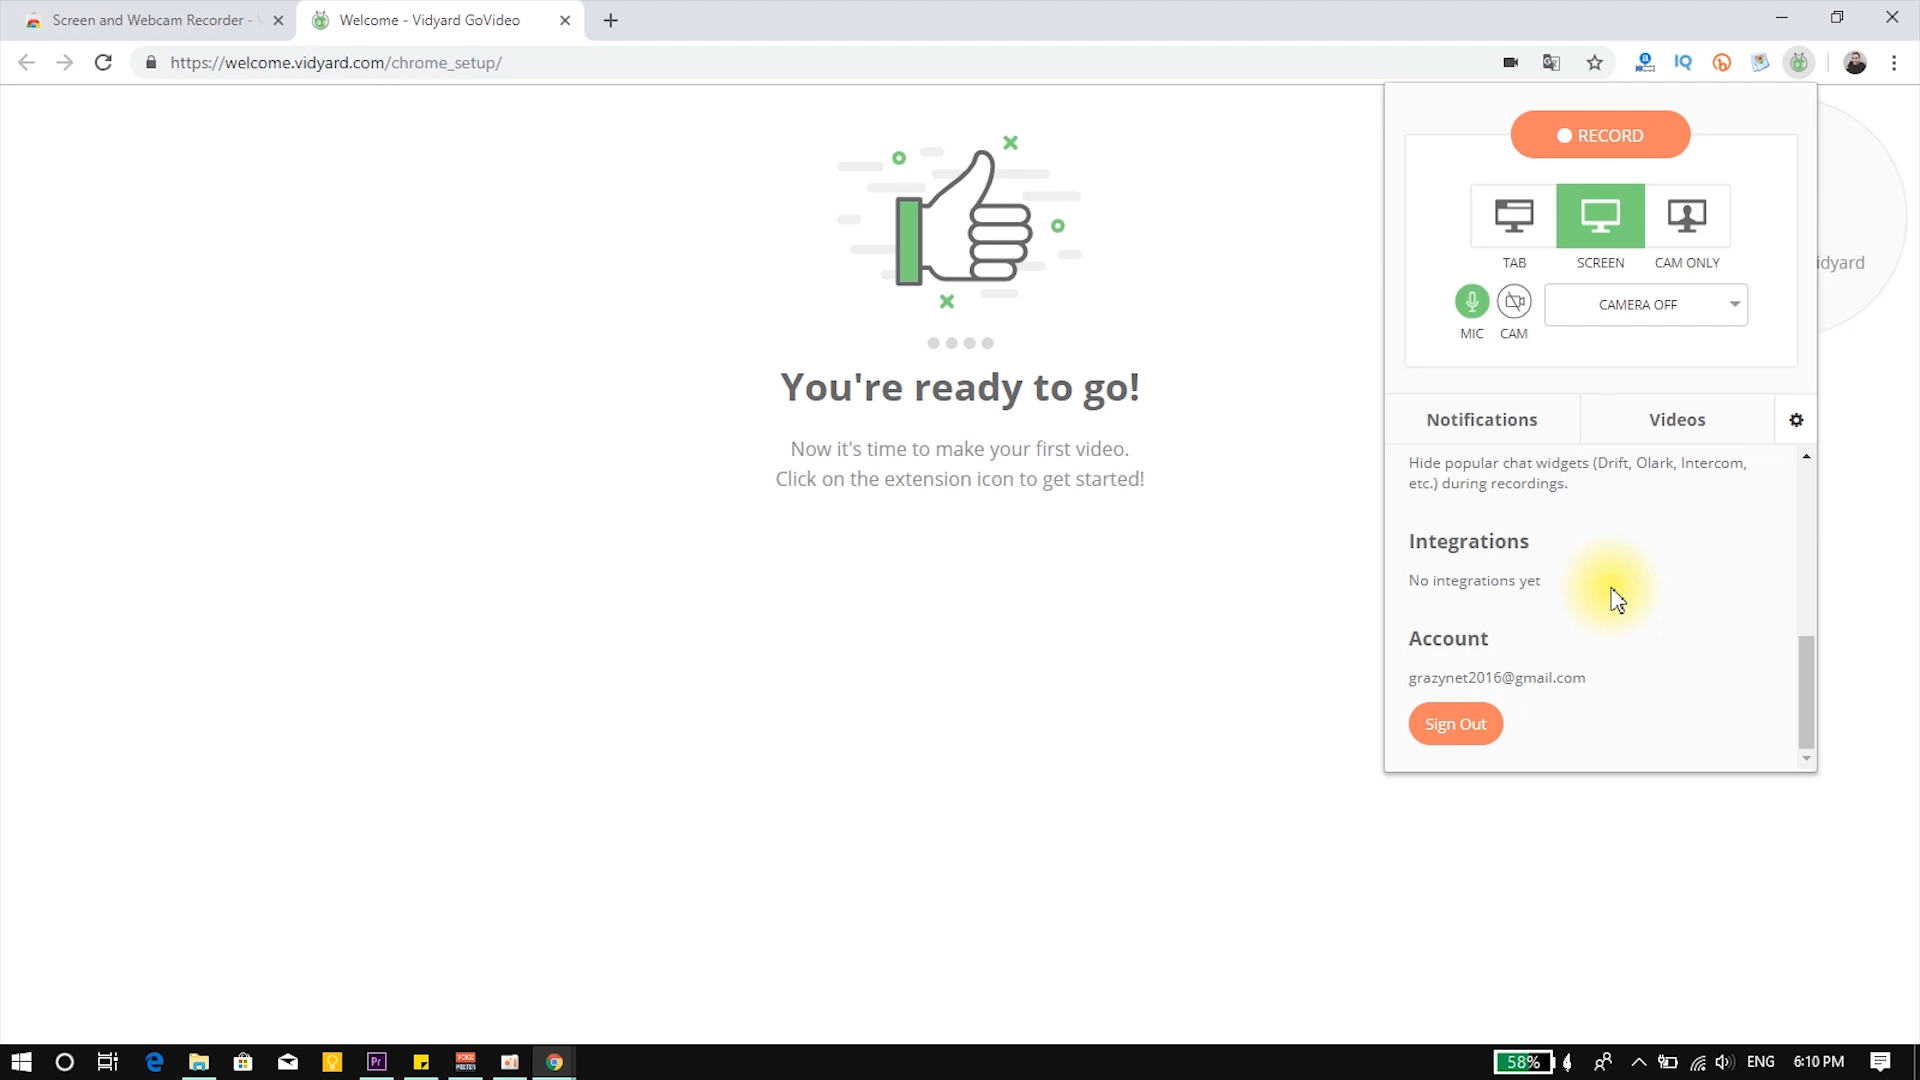 Screen and Webcam Recorder -
Welcome - Vidyard GoVideo
https://welcome.vidyard.com/chrome_setup/
IQ
RECORD
TAB
SCREEN
CAM ONLY
idyard
MIC
CAM
CAMERA OFF
You're ready to go!
Now it's time to make your first video.
Click on the extension icon to get started!
Notifications
Videos
Hide popular chat widgets (Drift, Olark, Intercom,
etc.) during recordings.
Integrations
No integrations yet
Account
grazynet2016@gmail.com
Sign Out
Pr
58%
ENG
6:10 PM